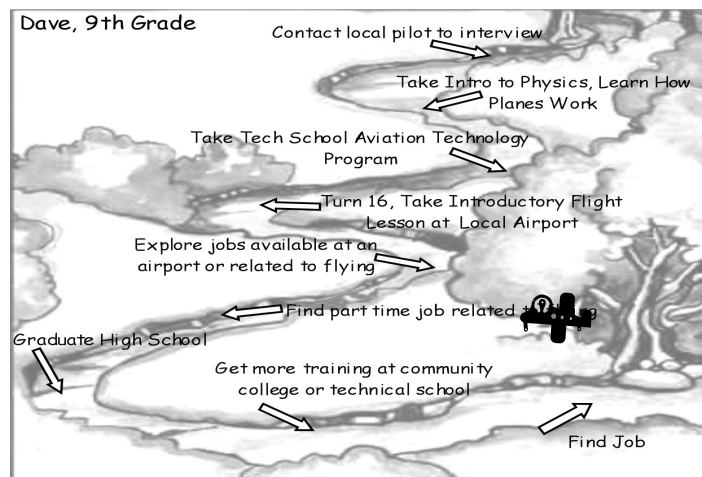 Dave, 9th Grade
Contact local pilot to interview
Take Intro to Physics, Learn How
Planes Work
Take Tech School Aviation Technology
Program
Turn 16, Take Introductory Flight
Lesson at Local Airport
Explore jobs available at an
airport or related to flying
Find part time job related
Graduate High School
Get more training at community
college or technical school
Find Job